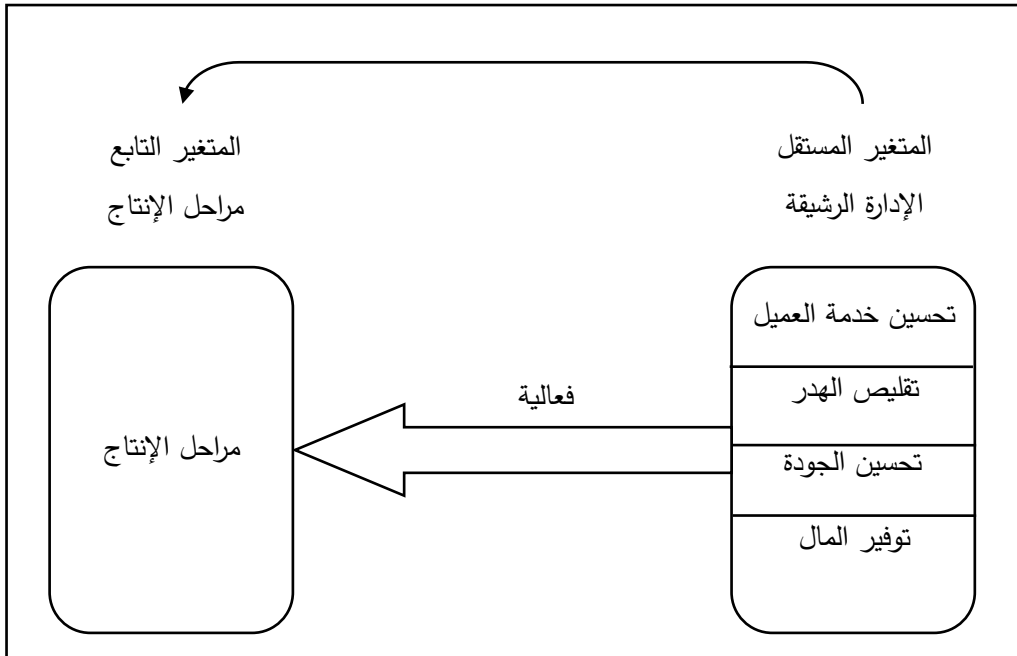 المتغير المستقل
الإدارة الرشيقة
تحسين خدمة العميل
تقليص الهدر
تحسين الجودة
توفير المال
فعالية
المتغير التابع
مراحل الإنتاج
مراحل الإنتاج